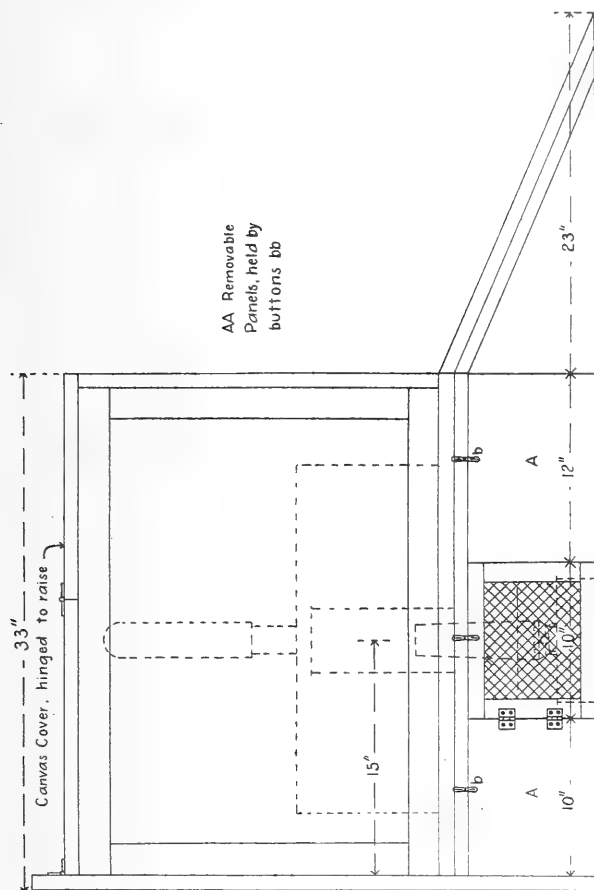 33"
Canvas Cover, hinged to raise
AA Removable
Panels, held by
buttons bb
23"
b
A
12"
15"
10"
b
A
10"